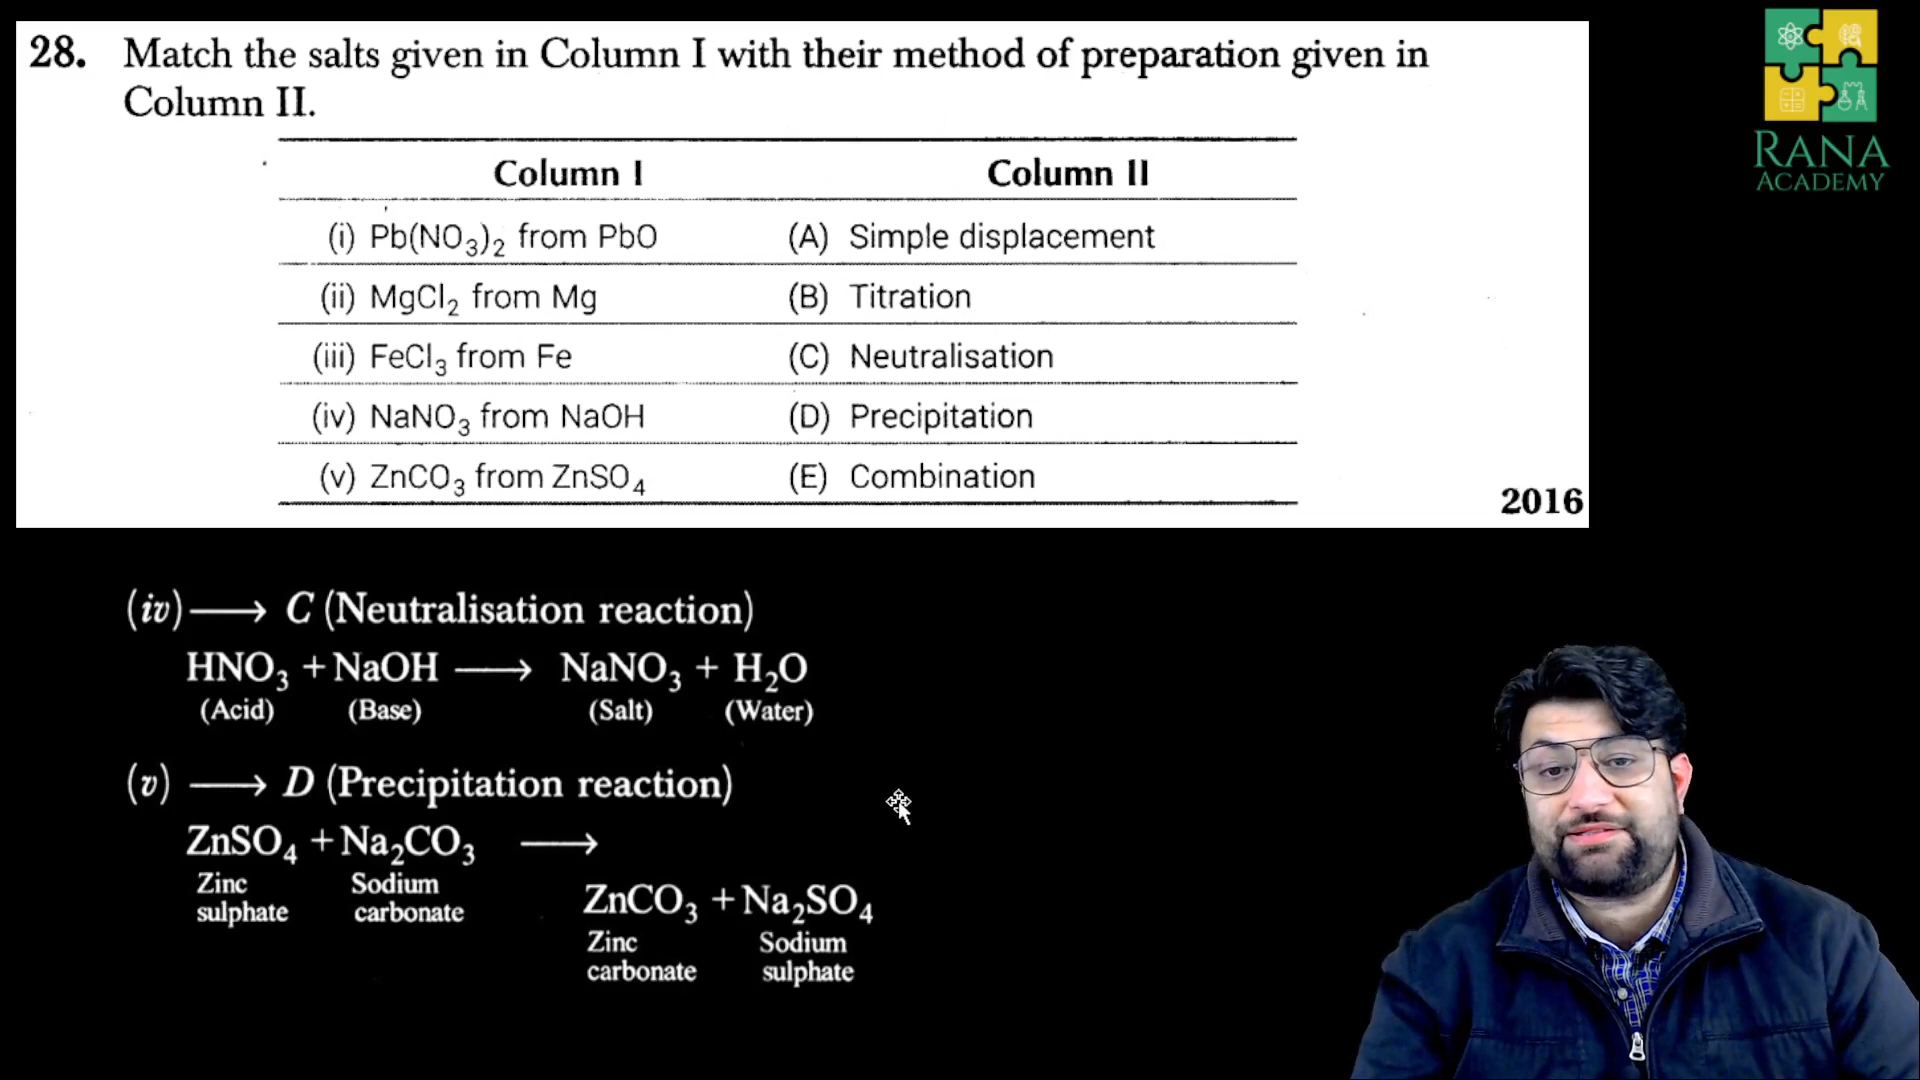 28. Match the salts given in Column I with their method of preparation given in
Column II.
Column I Column II
(i) Pb(NO₃)₂ from PbO (A) Simple displacement
(ii) MgCl₂ from Mg (B) Titration
(iii) FeCl₃ from Fe (C) Neutralisation
(iv) NaNO₃ from NaOH (D) Precipitation
(v) ZnCO₃ from ZnSO₄ (E) Combination
2016
RANA
ACADEMY
(iv) ⟶ C (Neutralisation reaction)
HNO₃ + NaOH ⟶ NaNO₃ + H₂O
(Acid) (Base) (Salt) (Water)
(v) ⟶ D (Precipitation reaction)
ZnSO₄ + Na₂CO₃ ⟶
Zinc Sodium
sulphate carbonate
ZnCO₃ + Na₂SO₄
Zinc Sodium
carbonate sulphate